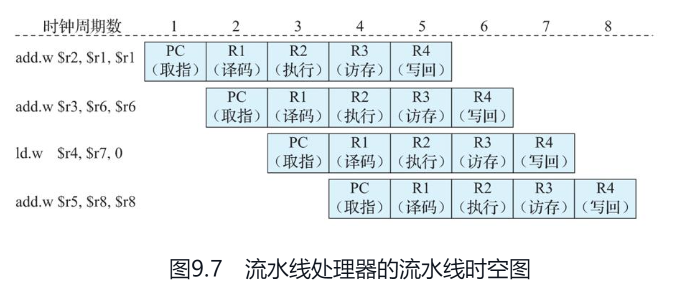 时钟周期数 1 2 3 4 5 6 7 8
add.w $r2, $r1, $r1 PC R1 R2 R3 R4
（取指） （译码） （执行） （访存） （写回）
add.w $r3, $r6, $r6 PC R1 R2 R3 R4
（取指） （译码） （执行） （访存） （写回）
ld.w $r4, $r7, 0 PC R1 R2 R3 R4
（取指） （译码） （执行） （访存） （写回）
add.w $r5, $r8, $r8 PC R1 R2 R3 R4
（取指） （译码） （执行） （访存） （写回）
图9.7 流水线处理器的流水线时空图